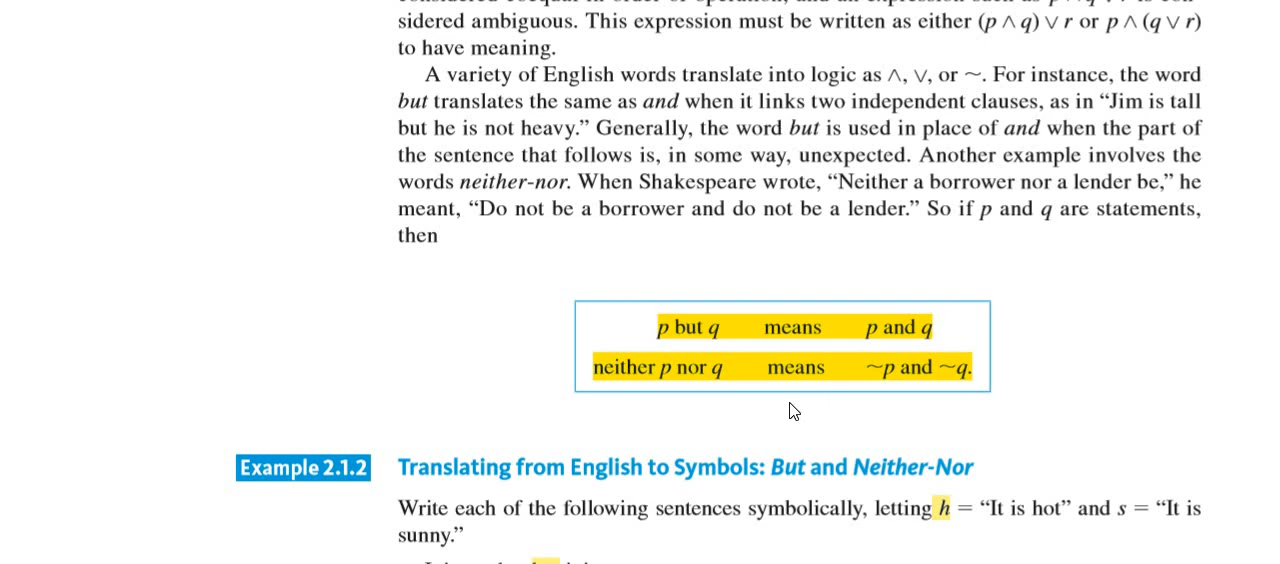 sidered ambiguous. This expression must be written as either (p ∧ q) ∨ r or p ∧ (q ∨ r)
to have meaning.
A variety of English words translate into logic as ∧, ∨, or ~. For instance, the word
but translates the same as and when it links two independent clauses, as in “Jim is tall
but he is not heavy.” Generally, the word but is used in place of and when the part of
the sentence that follows is, in some way, unexpected. Another example involves the
words neither-nor. When Shakespeare wrote, “Neither a borrower nor a lender be,” he
meant, “Do not be a borrower and do not be a lender.” So if p and q are statements,
then
p but q means p and q
neither p nor q means ~p and ~q.
Example 2.1.2 Translating from English to Symbols: But and Neither-Nor
Write each of the following sentences symbolically, letting h = “It is hot” and s = “It is
sunny.”